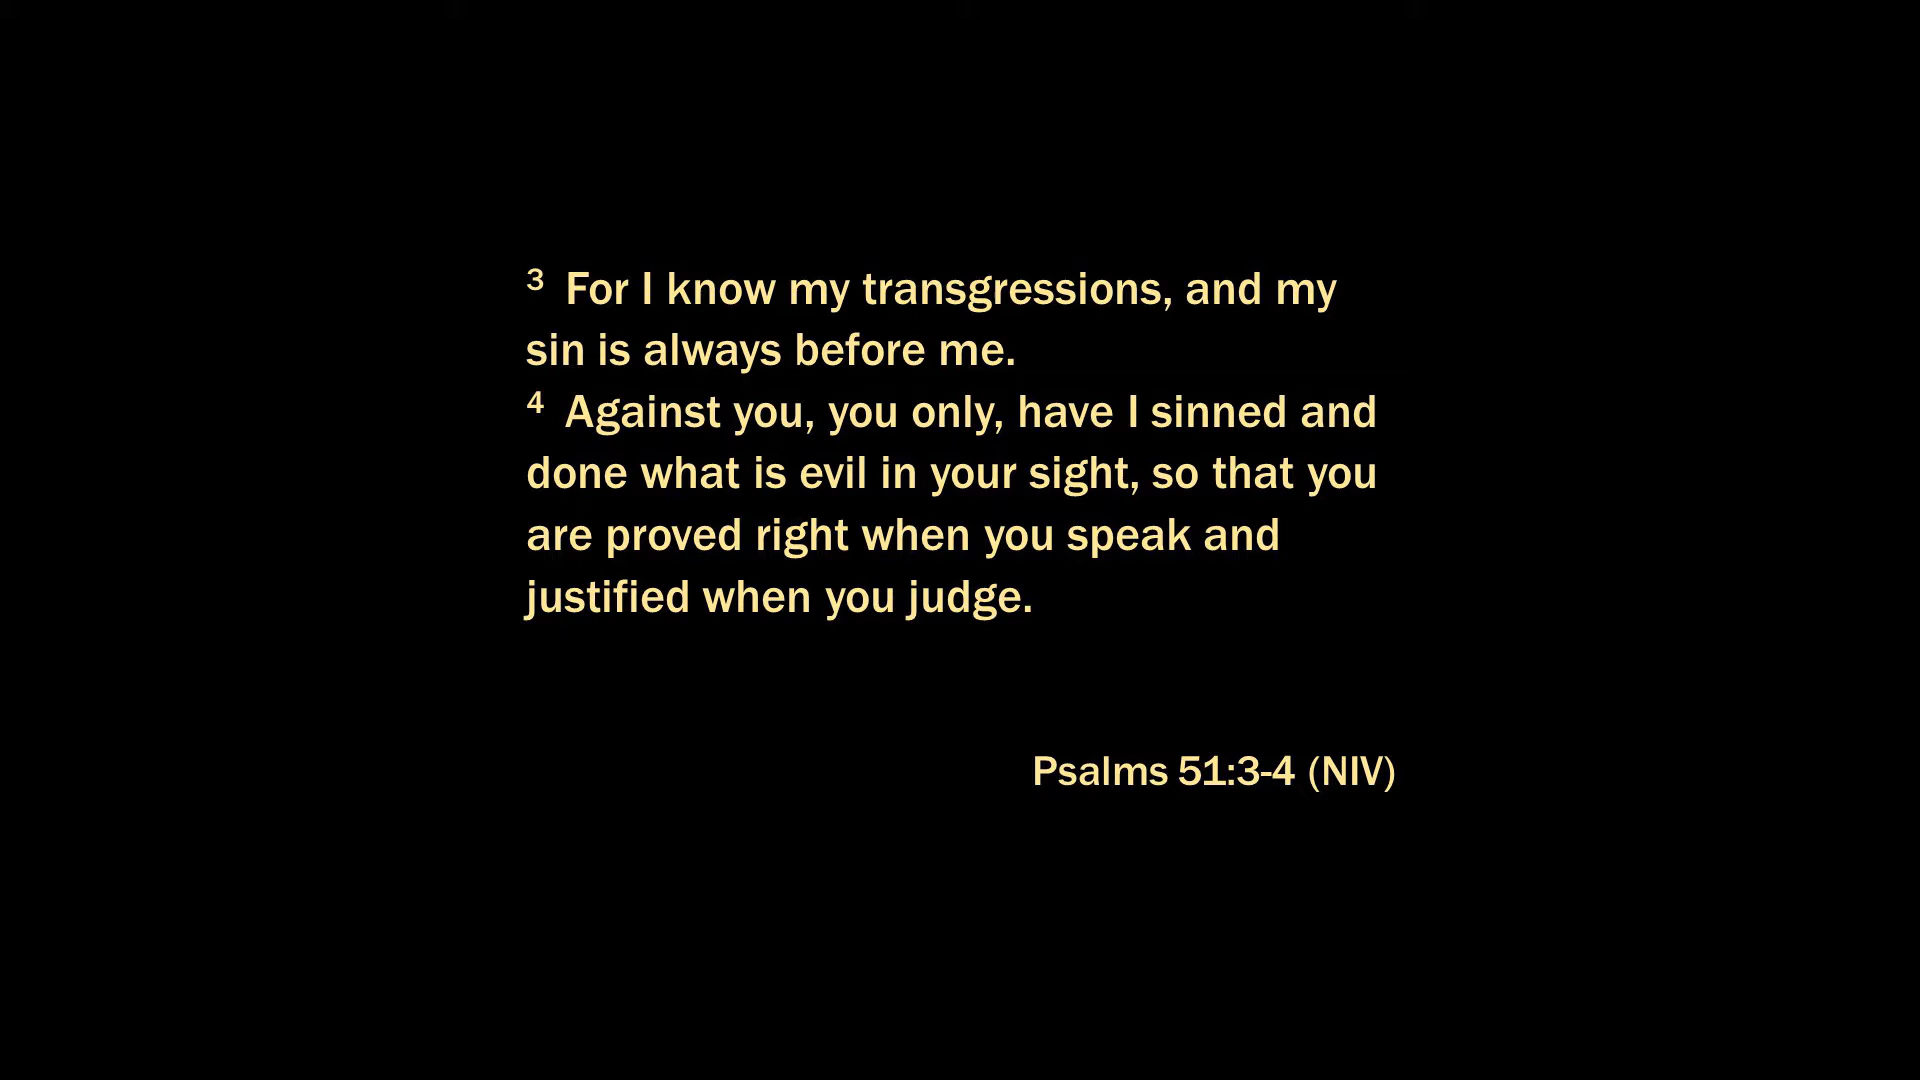 ³ For I know my transgressions, and my
sin is always before me.
⁴ Against you, you only, have I sinned and
done what is evil in your sight, so that you
are proved right when you speak and
justified when you judge.
Psalms 51:3-4 (NIV)